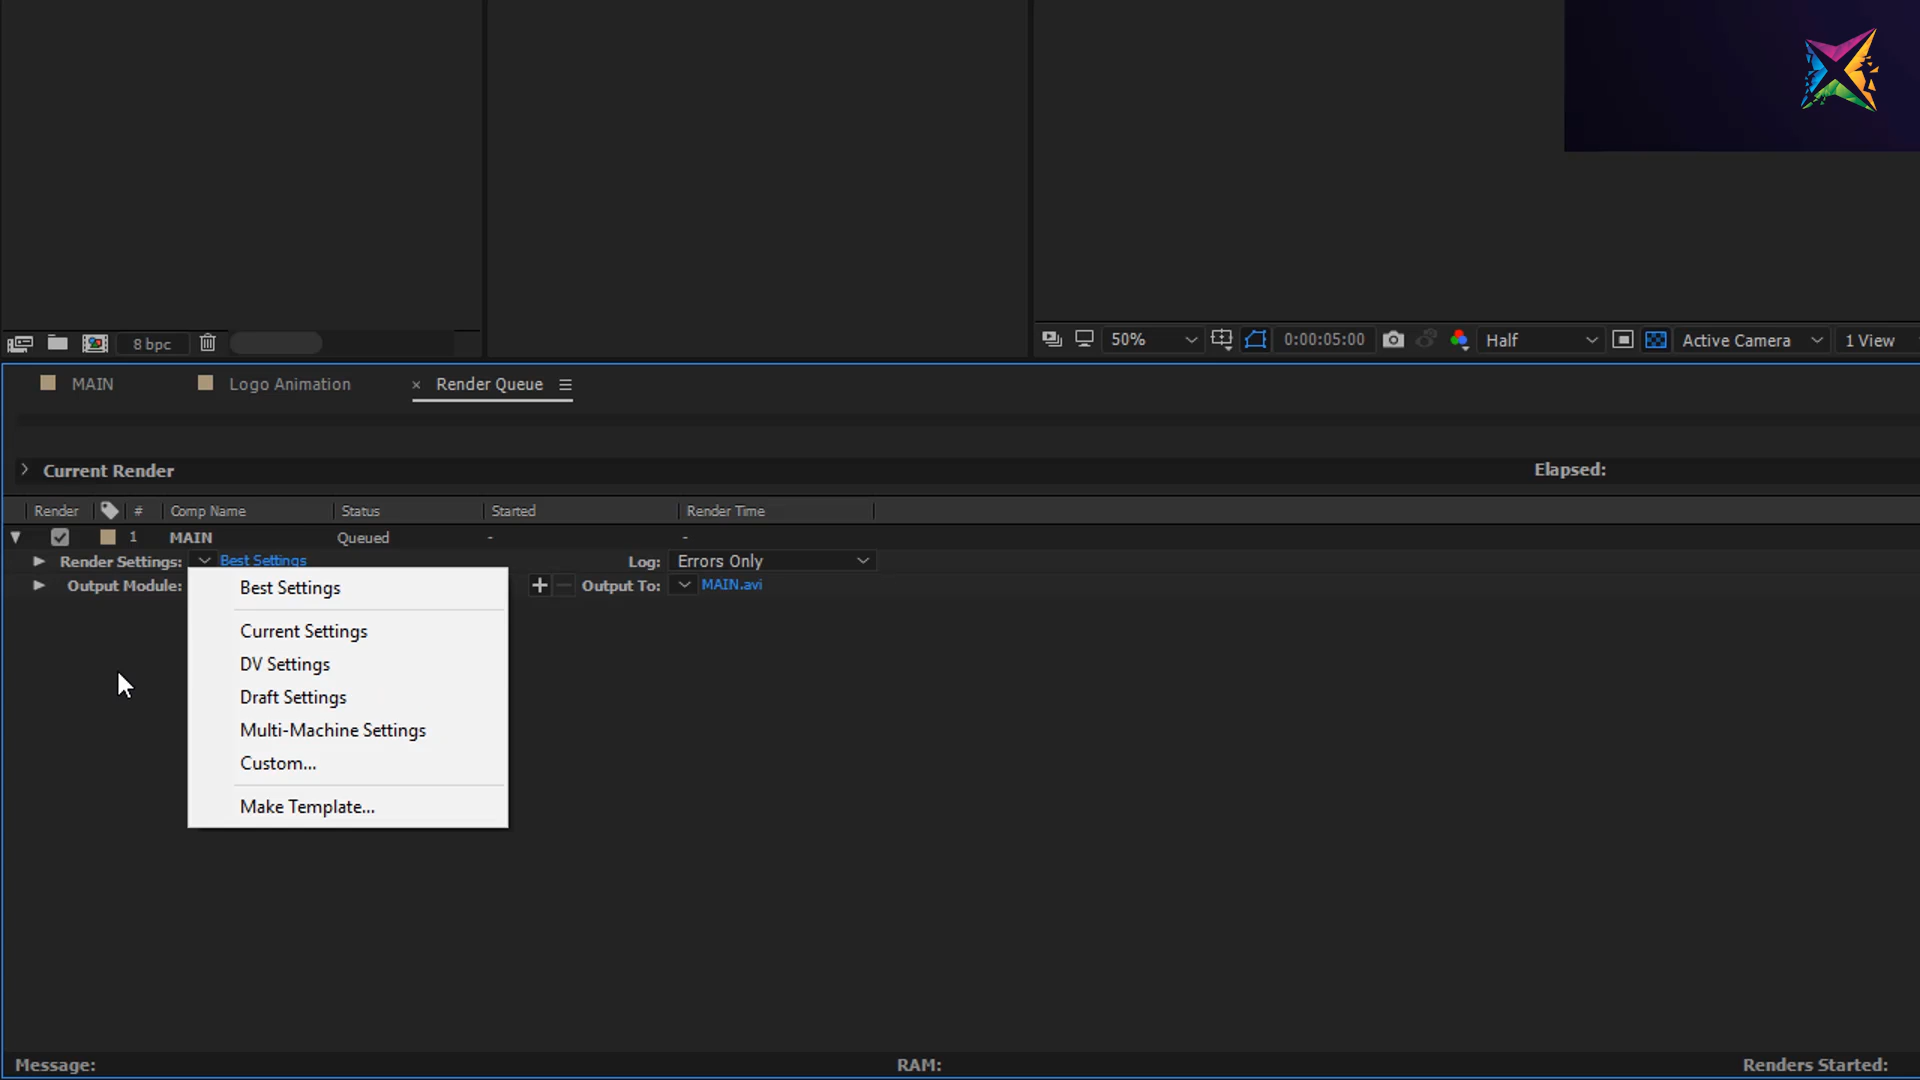 8 bpc
50%
0:00:05:00
Half
Active Camera
1 View
MAIN
Logo Animation
× Render Queue
Current Render
Elapsed:
Render # Comp Name Status Started Render Time
1 MAIN Queued - -
Render Settings: Best Settings Log: Errors Only
Output Module: Output To: MAIN.avi
Best Settings
Current Settings
DV Settings
Draft Settings
Multi-Machine Settings
Custom...
Make Template...
Message: RAM: Renders Started: